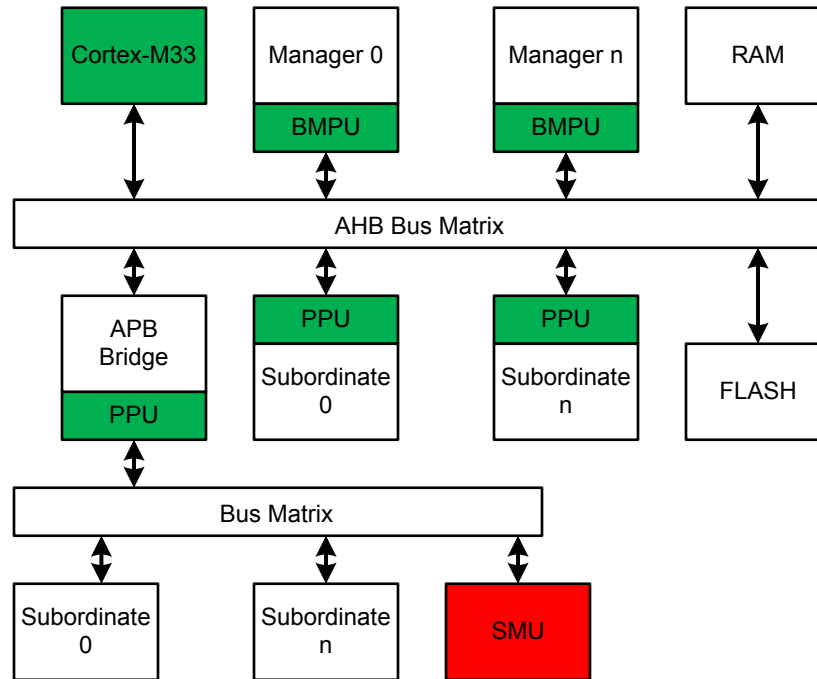 Cortex-M33
Manager 0
Manager n
RAM
BMPU
BMPU
AHB Bus Matrix
APB
Bridge
PPU
PPU
PPU
Subordinate
0
Subordinate
n
FLASH
Bus Matrix
Subordinate
0
Subordinate
n
SMU